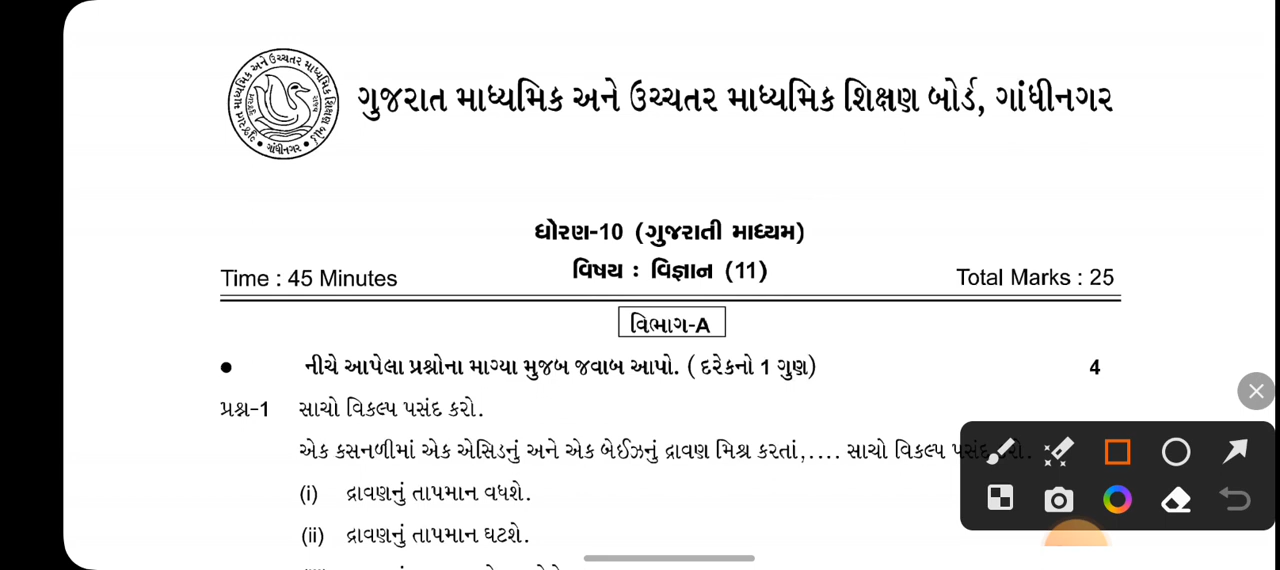 ગુજરાત માધ્યમિક અને ઉચ્ચતર માધ્યમિક શિક્ષણ બોર્ડ, ગાંધીનગર
ધોરણ-10 (ગુજરાતી માધ્યમ)
Time : 45 Minutes વિષય : વિજ્ઞાન (11) Total Marks : 25
વિભાગ-A
● નીચે આપેલા પ્રશ્નોના માગ્યા મુજબ જવાબ આપો. ( દરેકનો 1 ગુણ) 4
પ્રશ્ન-1 સાચો વિકલ્પ પસંદ કરો.
એક કસનળીમાં એક એસિડનું અને એક બેઈઝનું દ્રાવણ મિશ્ર કરતાં,.... સાચો વિકલ્પ પસંદ કરો.
(i) દ્રાવણનું તાપમાન વધશે.
(ii) દ્રાવણનું તાપમાન ઘટશે.